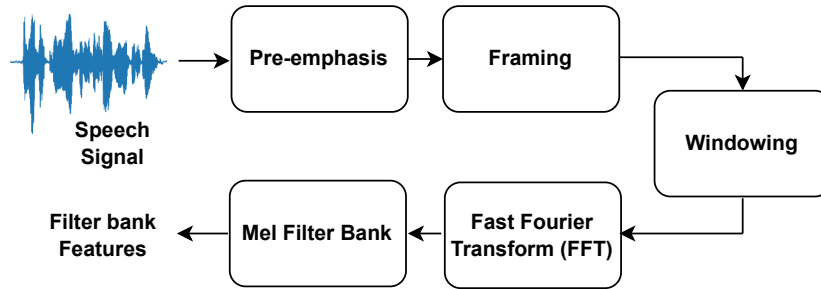 Pre-emphasis
Framing
Speech
Signal
Windowing
Fast Fourier
Transform (FFT)
Mel Filter Bank
Filter bank
Features